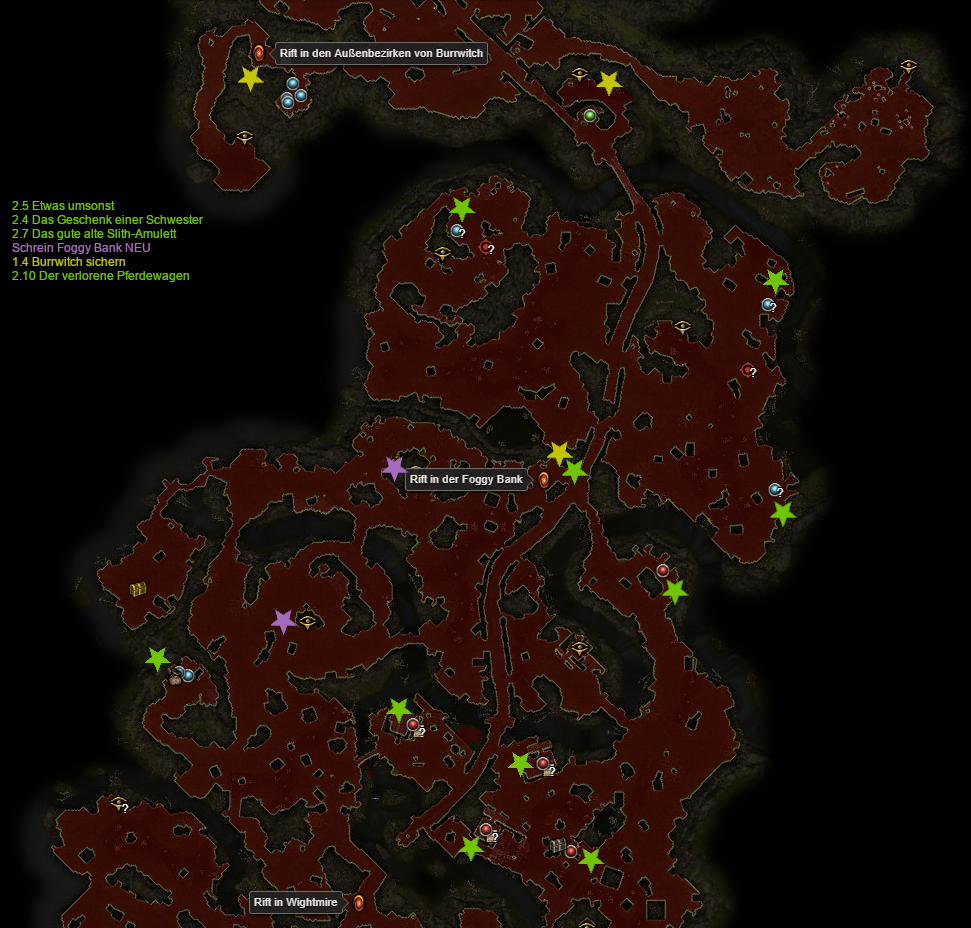 Rift in den Außenbezirken von Burrwitch
2.5 Etwas umsonst
2.4 Das Geschenk einer Schwester
2.7 Das gute alte Slith-Amulett
Schrein Foggy Bank NEU
1.4 Burrwitch sichern
2.10 Der verlorene Pferdewagen
?
?
?
?
Rift in der Foggy Bank
?
?
?
?
?
Rift in Wightmire